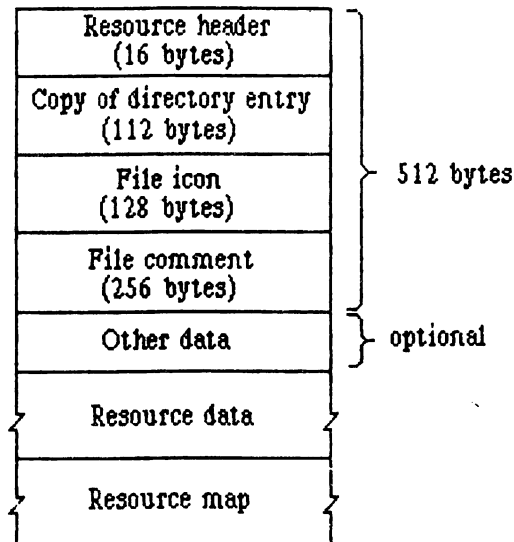 Resource header
(16 bytes)
Copy of directory entry
(112 bytes)
File icon
(128 bytes)
File comment
(256 bytes)
512 bytes
Other data
optional
Resource data
Resource map